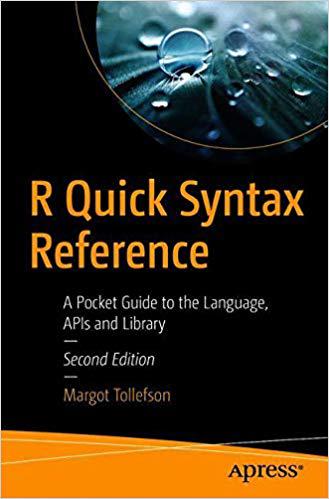 R Quick Syntax
Reference
A Pocket Guide to the Language,
APIs and Library
—
Second Edition
—
Margot Tollefson
Apress®